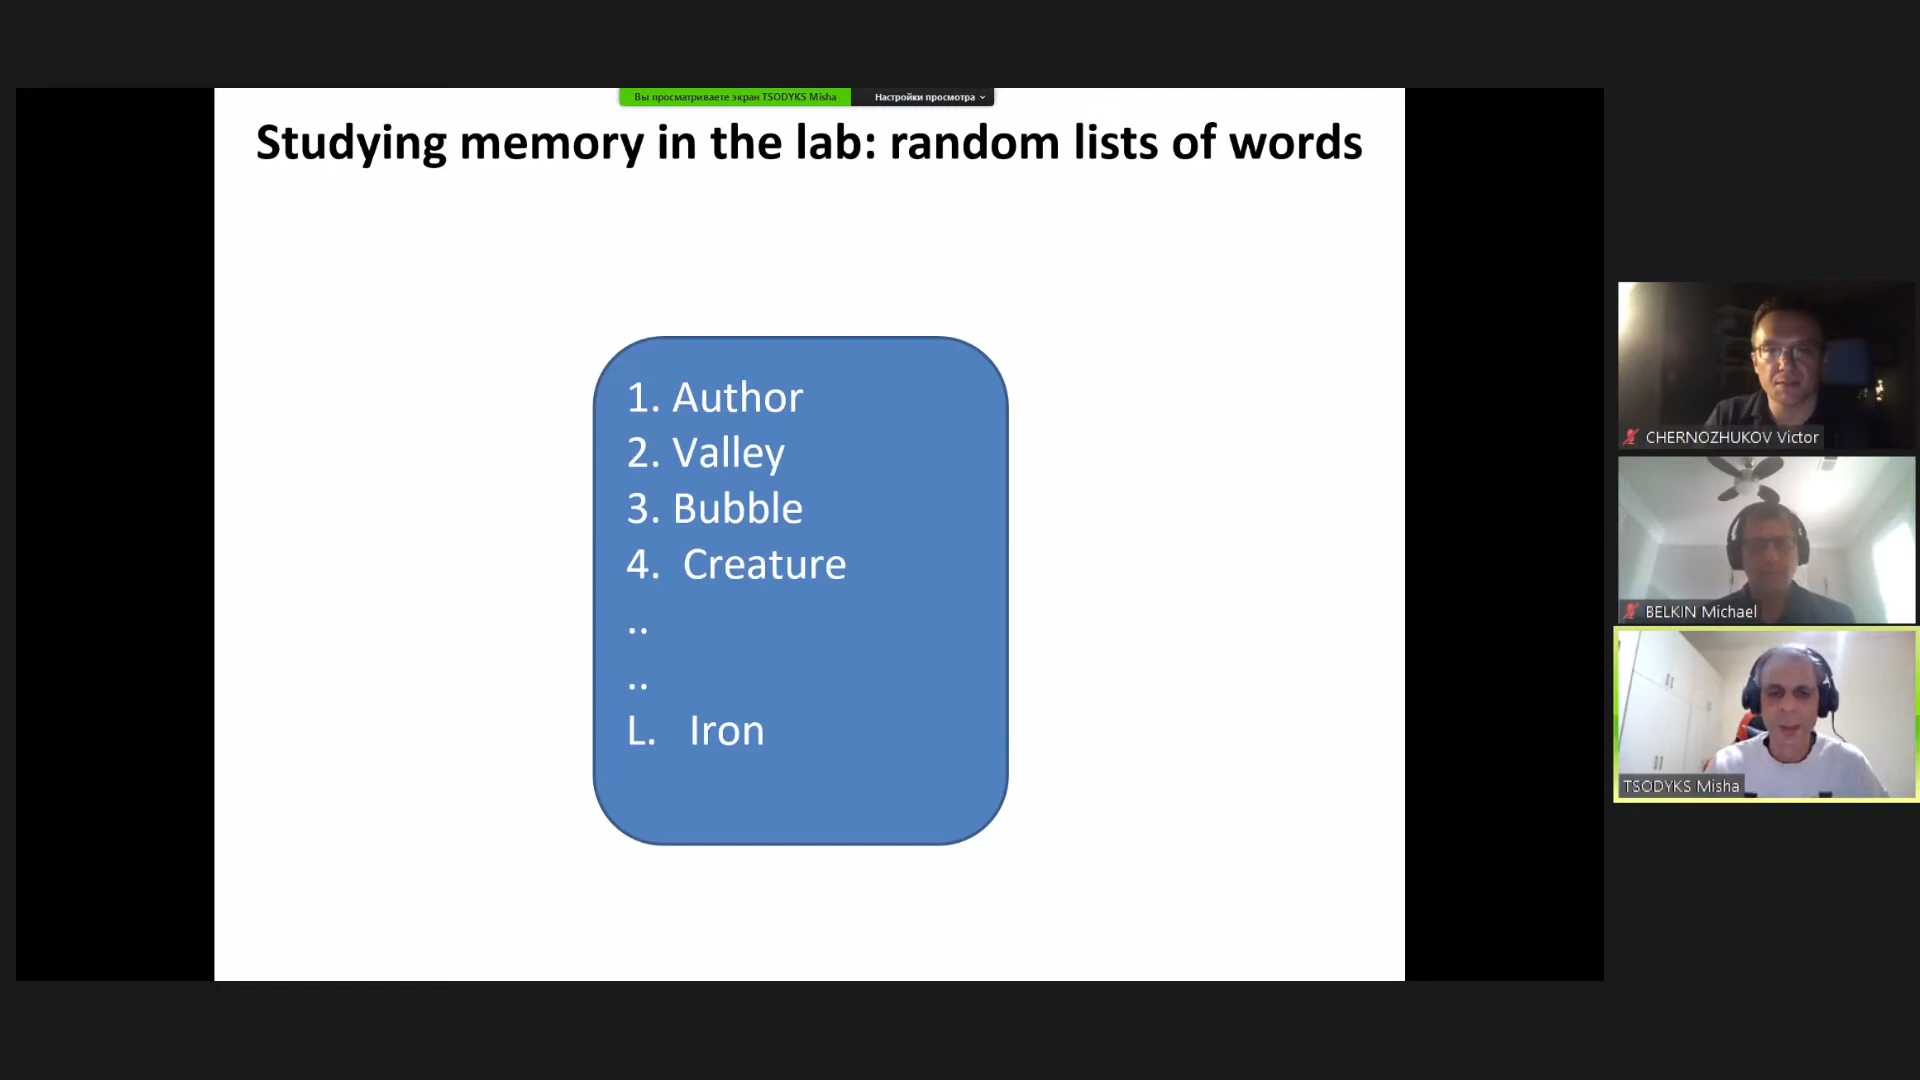 Вы просматриваете экран TSODYKS Misha
Настройки просмотра
Studying memory in the lab: random lists of words
1. Author
2. Valley
3. Bubble
4. Creature
..
..
L. Iron
CHERNOZHUKOV Victor
BELKIN Michael
TSODYKS Misha